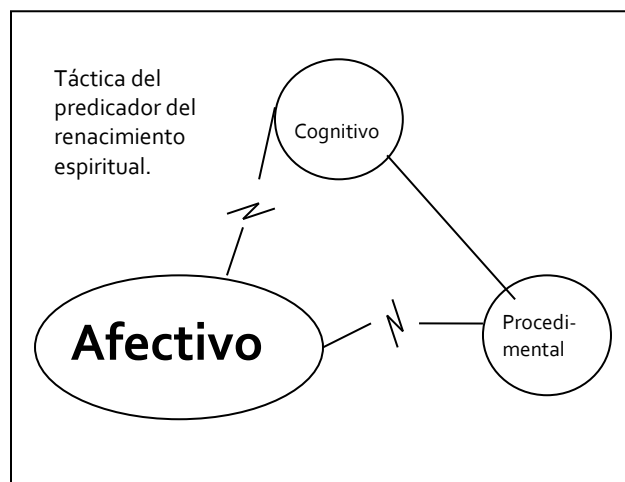 Táctica del
predicador del
renacimiento
espiritual.
Cognitivo
Afectivo
Procedi-
mental